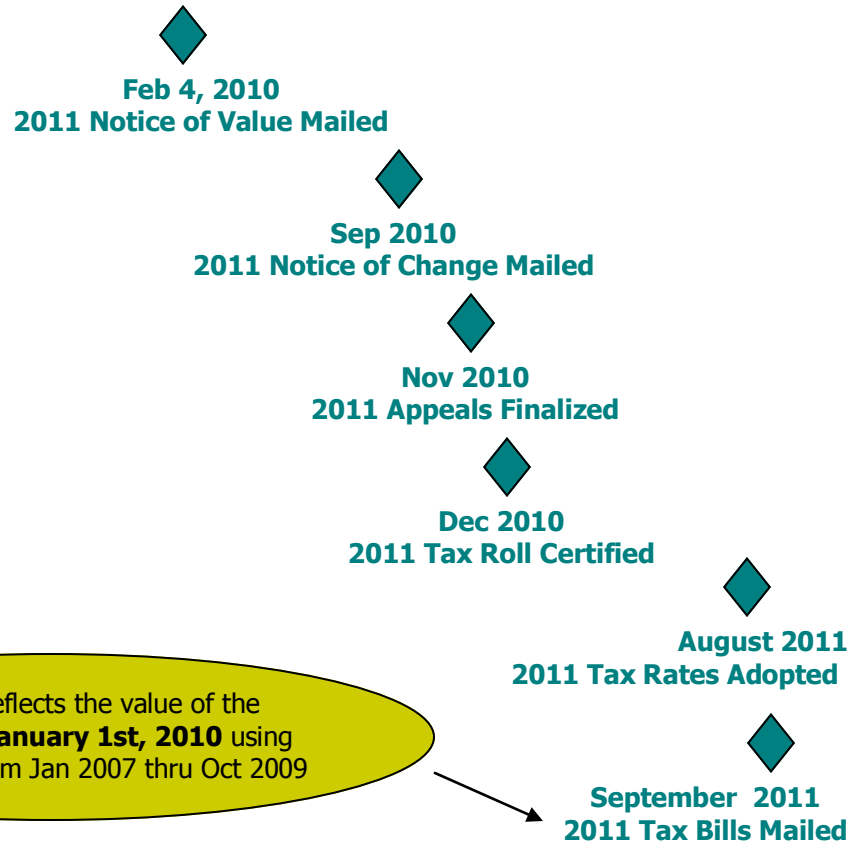 Feb 4, 2010
2011 Notice of Value Mailed
Sep 2010
2011 Notice of Change Mailed
Nov 2010
2011 Appeals Finalized
Dec 2010
2011 Tax Roll Certified
August 2011
2011 Tax Rates Adopted
the value of the
January 1st, 2010 using
Jan 2007 thru Oct 2009
September 2011
2011 Tax Bills Mailed